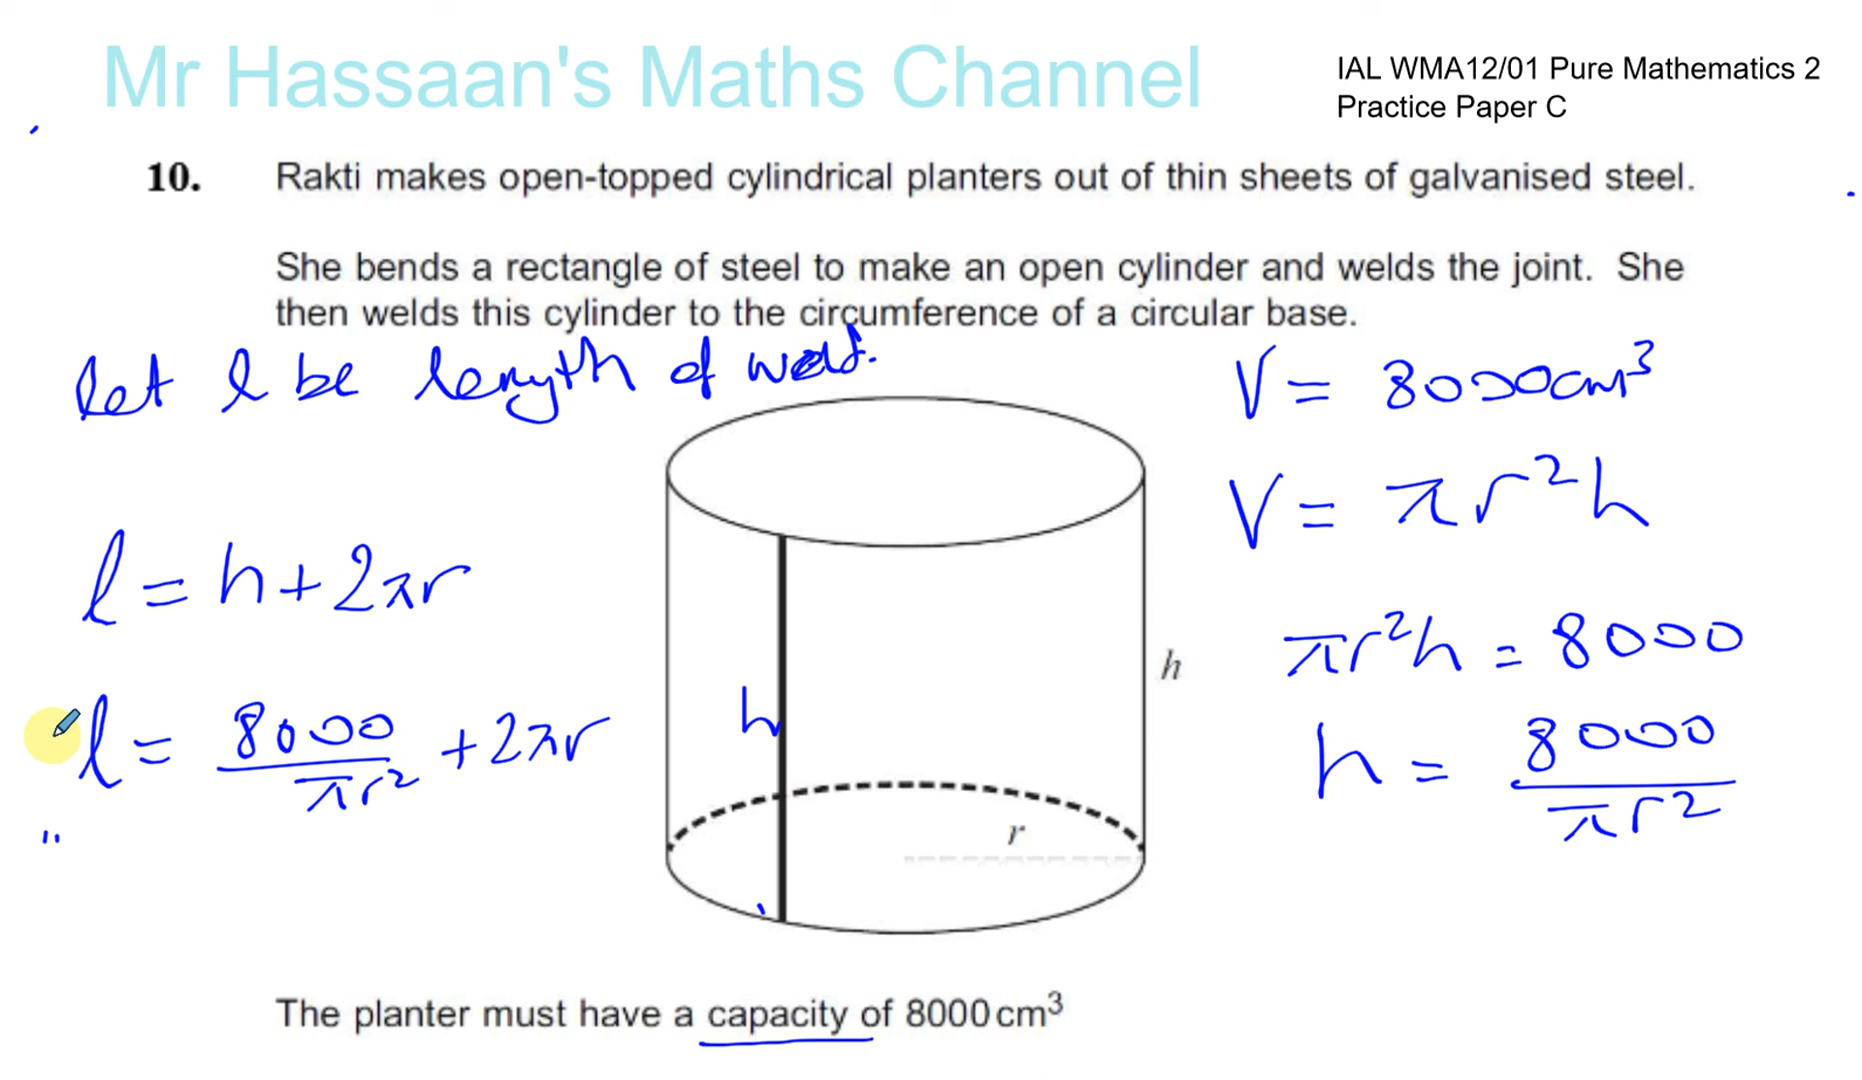 Mr Hassaan's Maths Channel
IAL WMA12/01 Pure Mathematics 2
Practice Paper C
10. Rakti makes open-topped cylindrical planters out of thin sheets of galvanised steel.
She bends a rectangle of steel to make an open cylinder and welds the joint. She
then welds this cylinder to the circumference of a circular base.
Let l be length of weld.
V = 8000cm³
V = πr²h
l = h + 2πr
πr²h = 8000
h
h
l = 8000/πr² + 2πr
h = 8000/πr²
r
The planter must have a capacity of 8000 cm³